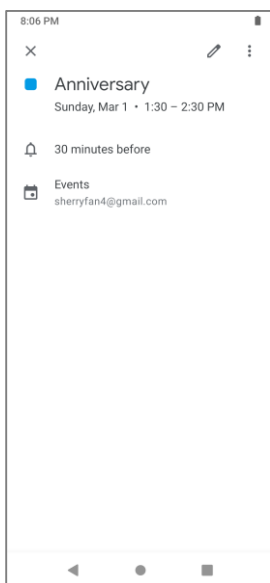 8:06 PM
Anniversary
Sunday, Mar 1 • 1:30 – 2:30 PM
30 minutes before
Events
sherryfan4@gmail.com